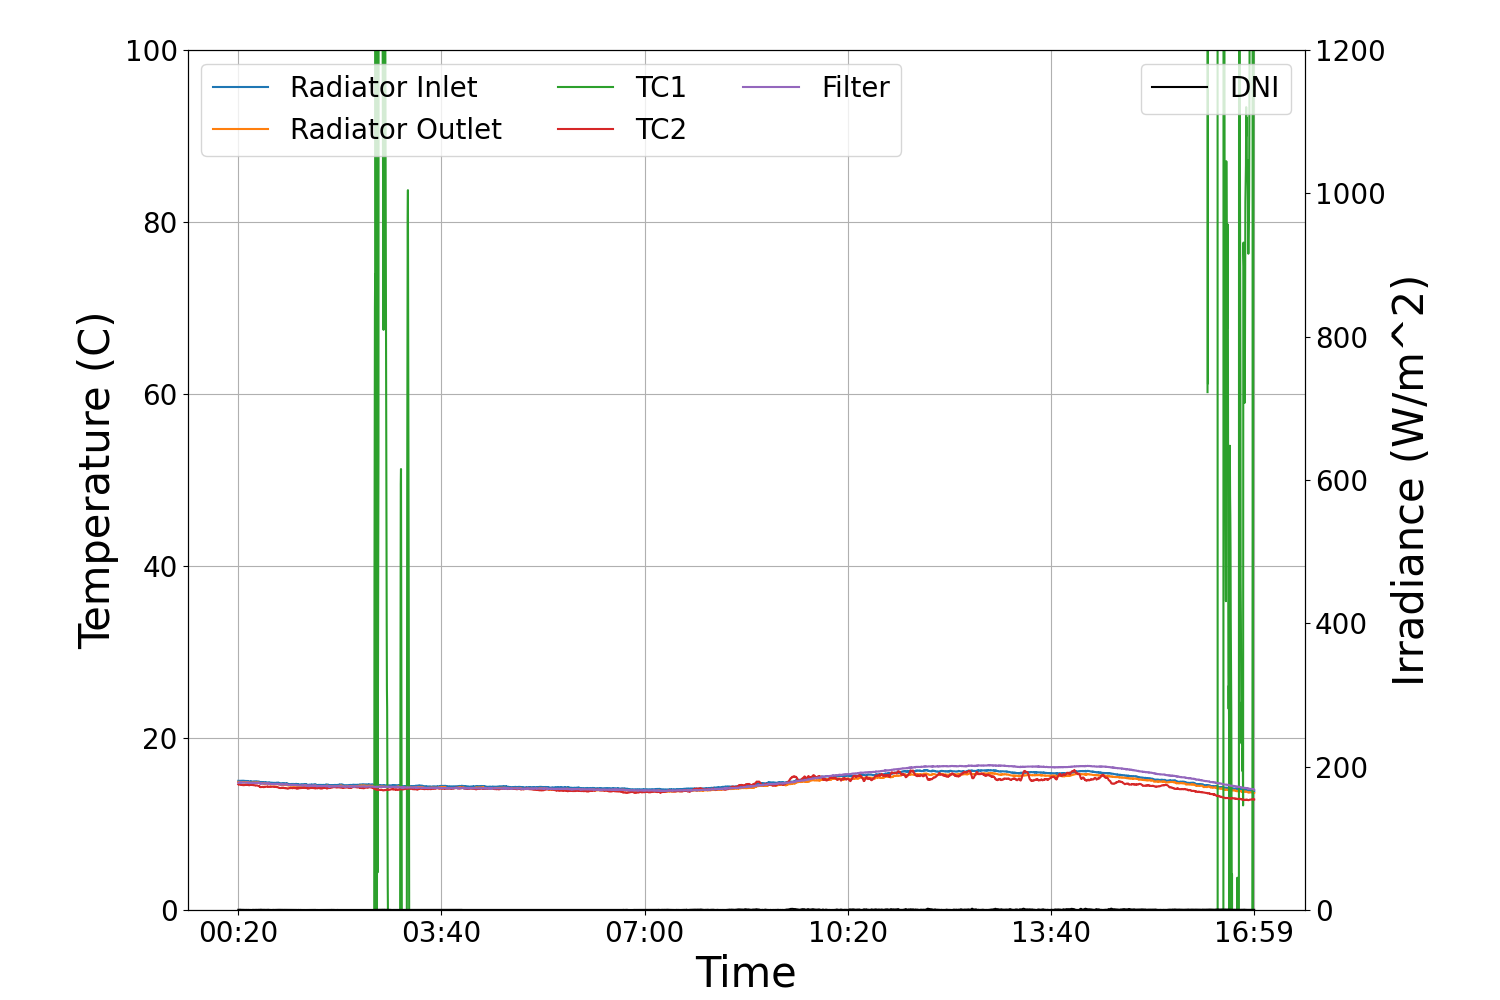 100
80
60
40
20
0
Temperature (C)
Radiator Inlet
Radiator Outlet
TC1
TC2
Filter
DNI
1200
1000
800
600
400
200
0
Irradiance (W/m^2)
00:20 03:40 07:00 10:20 13:40 16:59
Time